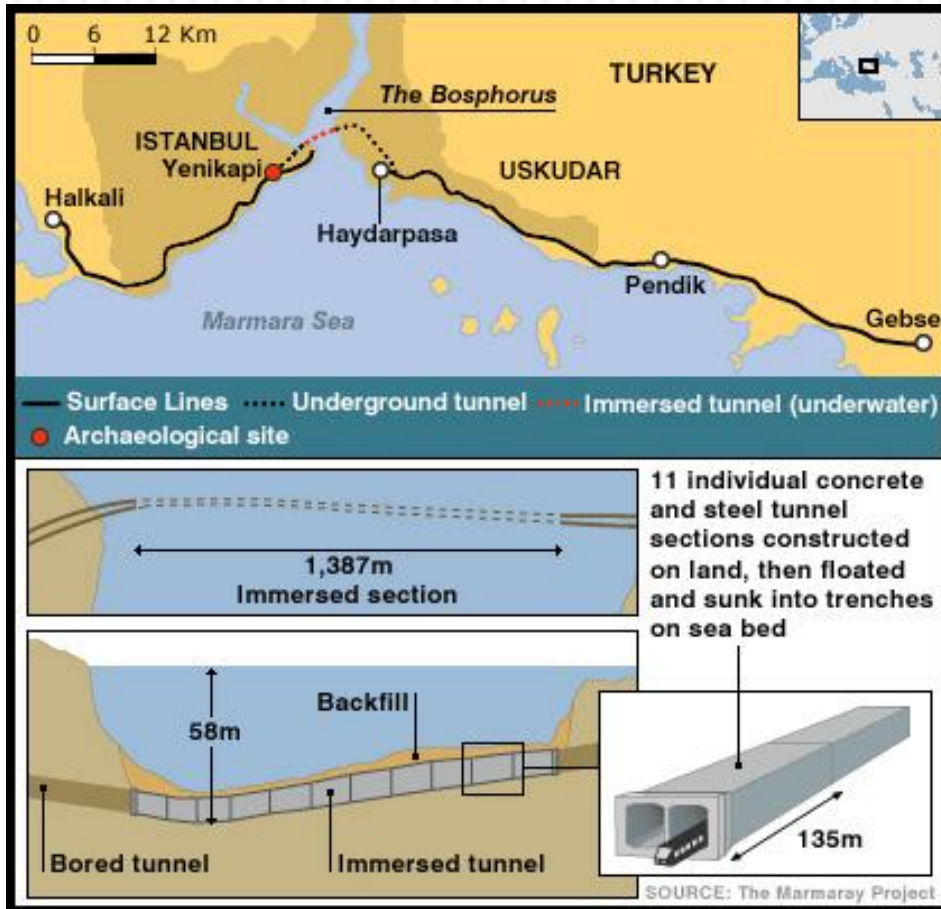 0 6 12 Km
TURKEY
The Bosphorus
ISTANBUL
Yenikapi
USKUDAR
Halkali
Haydarpasa
Pendik
Gebse
Marmara Sea
Surface Lines
Underground tunnel
Immersed tunnel (underwater)
Archaeological site
1,387m
Immersed section
11 individual concrete
and steel tunnel
sections constructed
on land, then floated
and sunk into trenches
on sea bed
Backfill
58m
Bored tunnel
Immersed tunnel
135m
SOURCE: The Marmaray Project